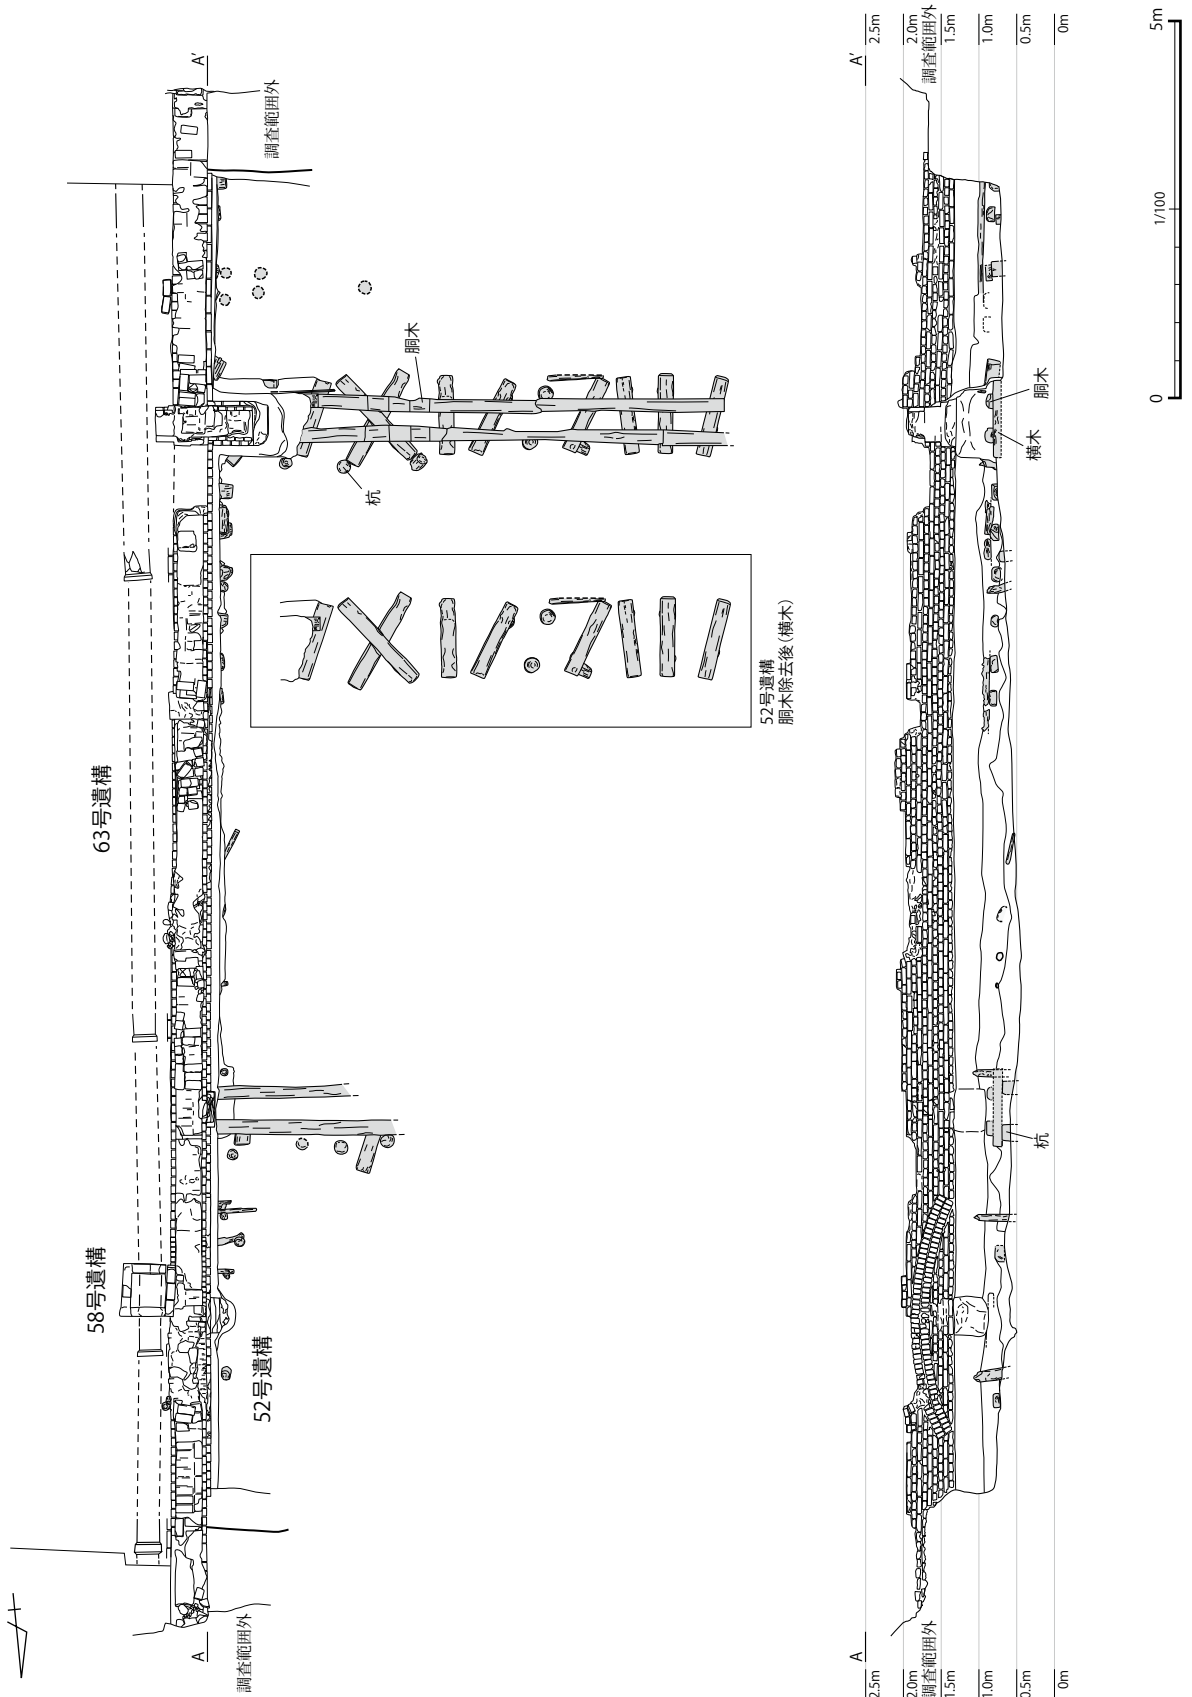 63号遺構
58号遺構
52号遺構
A
A'
調査範囲外
調査範囲外
胴木
杭
52号遺構
胴木除去後(横木)
A
A'
2.5m
2.0m
調査範囲外
1.5m
1.0m
0.5m
0m
2.5m
2.0m
調査範囲外
1.5m
1.0m
0.5m
0m
胴木
横木
杭
0
1/100
5m